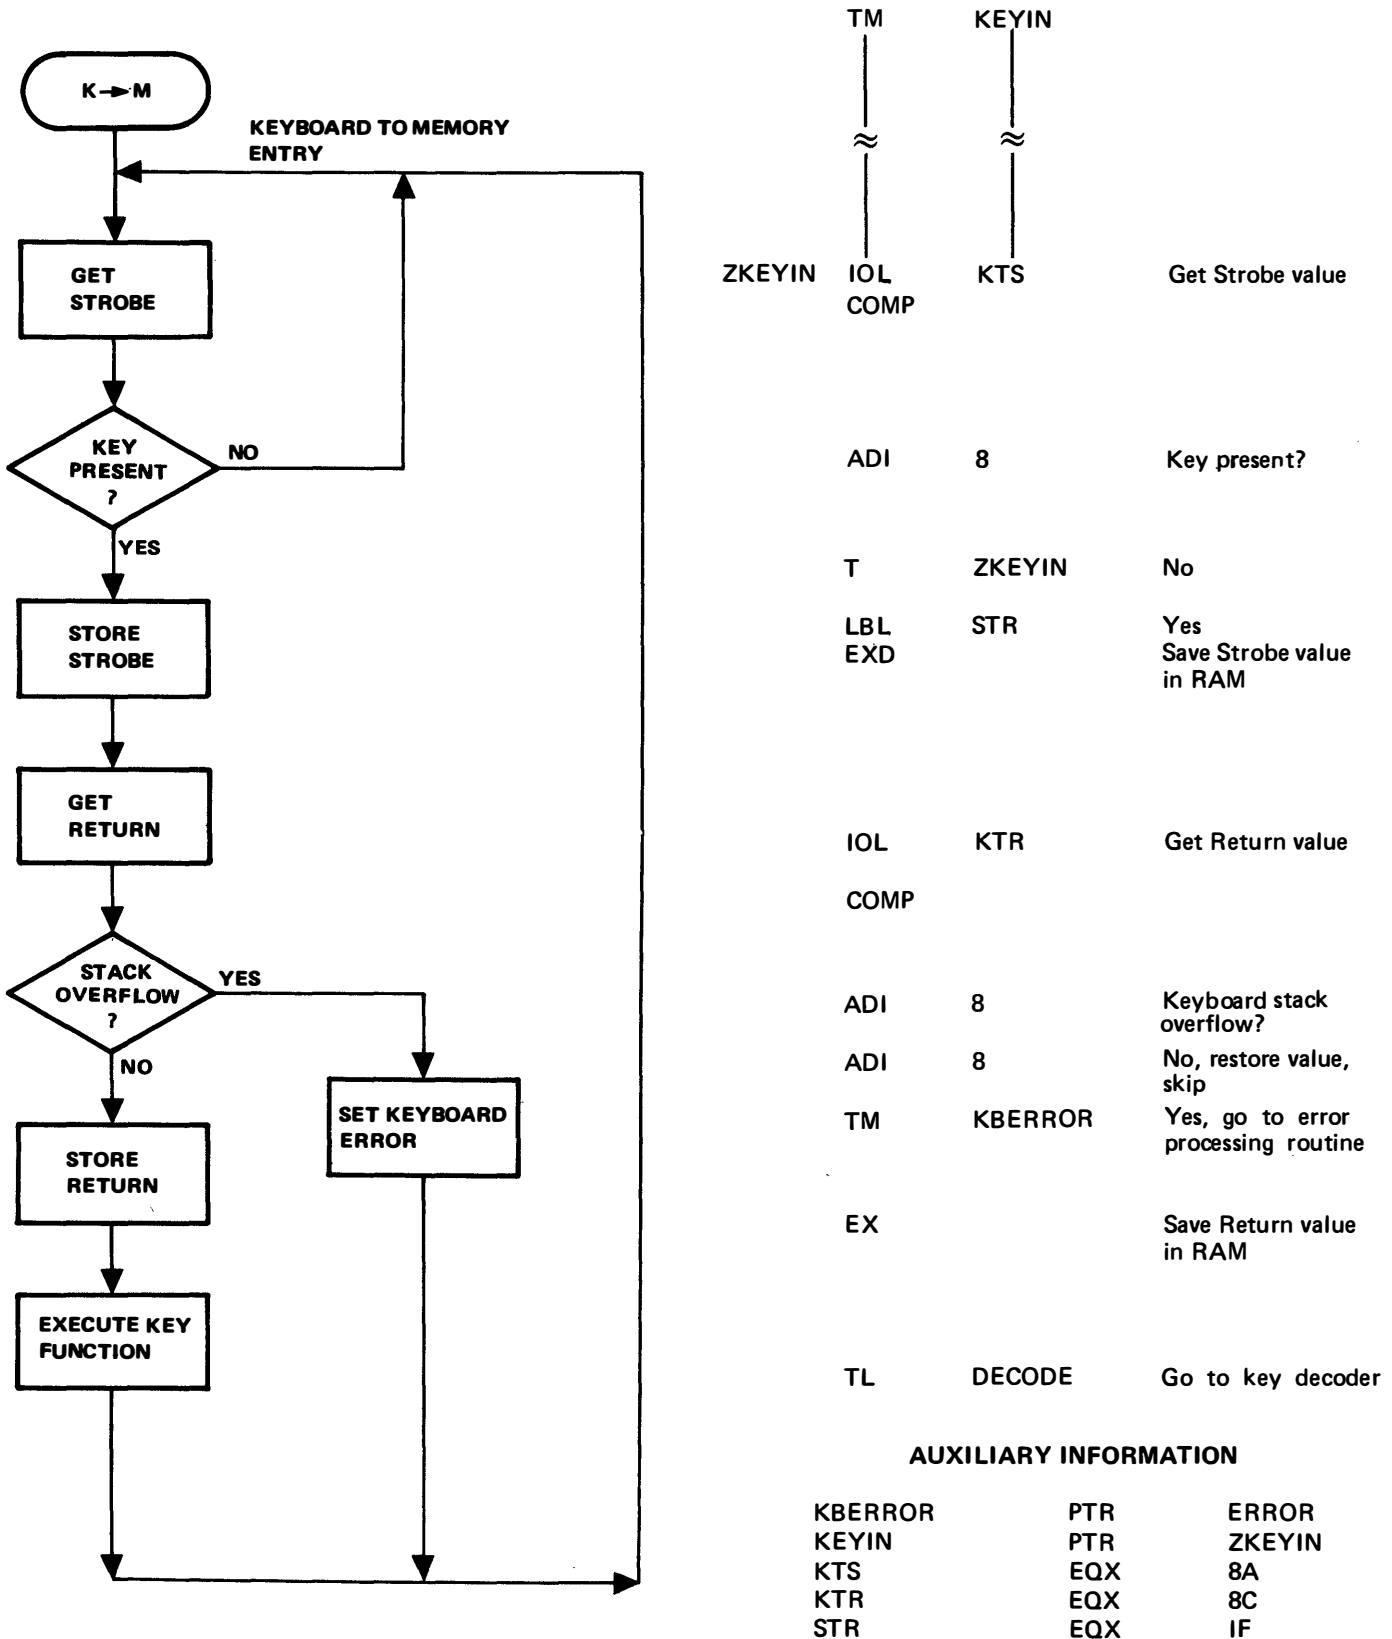 K → M
KEYBOARD TO MEMORY
ENTRY
GET
STROBE
KEY
PRESENT
?
NO
YES
STORE
STROBE
GET
RETURN
STACK
OVERFLOW
?
YES
NO
SET KEYBOARD
ERROR
STORE
RETURN
EXECUTE KEY
FUNCTION
TM KEYIN
≈ ≈
ZKEYIN IOL KTS Get Strobe value
COMP
ADI 8 Key present?
T ZKEYIN No
LBL STR Yes
EXD Save Strobe value
in RAM
IOL KTR Get Return value
COMP
ADI 8 Keyboard stack
overflow?
ADI 8 No, restore value,
skip
TM KBERROR Yes, go to error
processing routine
EX Save Return value
in RAM
TL DECODE Go to key decoder
AUXILIARY INFORMATION
KBERROR PTR ERROR
KEYIN PTR ZKEYIN
KTS EQX 8A
KTR EQX 8C
STR EQX IF